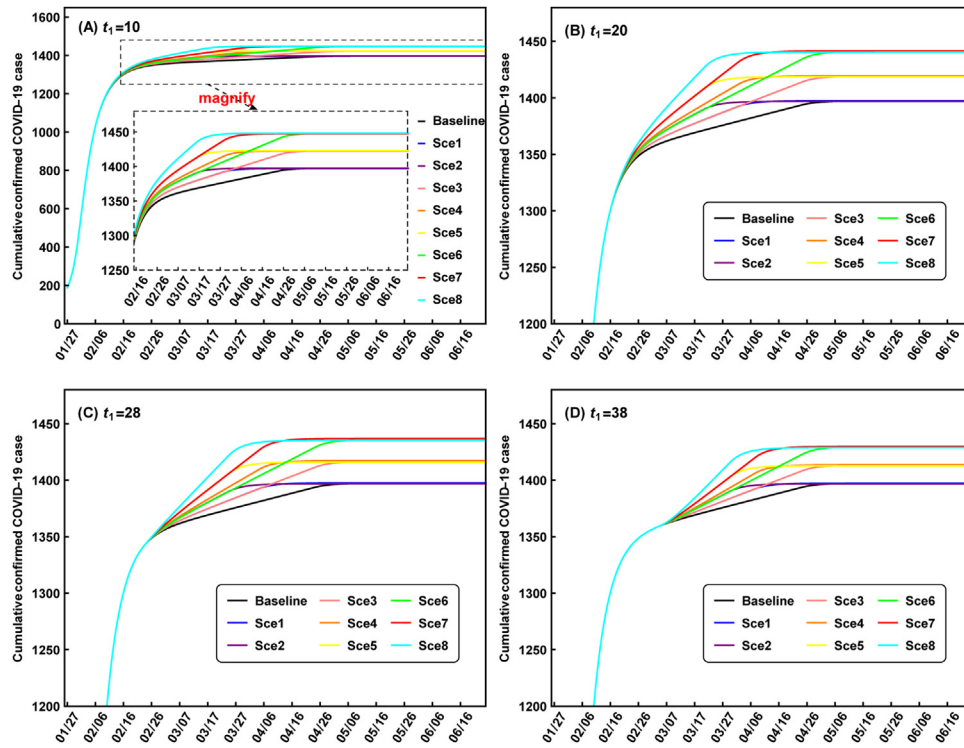 (A) t1=10
Cumulative confirmed COVID-19 case
1600
1400
1200
1000
800
600
400
200
0
magnify
1450
1400
1350
1300
1250
02/16 02/26 03/07 03/17 03/27 04/06 04/16 04/26 05/06 05/16 05/26 06/06 06/16
Baseline
Sce1
Sce2
Sce3
Sce4
Sce5
Sce6
Sce7
Sce8
01/27 02/06 02/16 02/26 03/07 03/17 03/27 04/06 04/16 04/26 05/06 05/16 05/26 06/06 06/16
(B) t1=20
Cumulative confirmed COVID-19 case
1450
1400
1350
1300
1250
1200
Baseline Sce3 Sce6
Sce1 Sce4 Sce7
Sce2 Sce5 Sce8
01/27 02/06 02/16 02/26 03/07 03/17 03/27 04/06 04/16 04/26 05/06 05/16 05/26 06/06 06/16
(C) t1=28
Cumulative confirmed COVID-19 case
1450
1400
1350
1300
1250
1200
Baseline Sce3 Sce6
Sce1 Sce4 Sce7
Sce2 Sce5 Sce8
01/27 02/06 02/16 02/26 03/07 03/17 03/27 04/06 04/16 04/26 05/06 05/16 05/26 06/06 06/16
(D) t1=38
Cumulative confirmed COVID-19 case
1450
1400
1350
1300
1250
1200
Baseline Sce3 Sce6
Sce1 Sce4 Sce7
Sce2 Sce5 Sce8
01/27 02/06 02/16 02/26 03/07 03/17 03/27 04/06 04/16 04/26 05/06 05/16 05/26 06/06 06/16